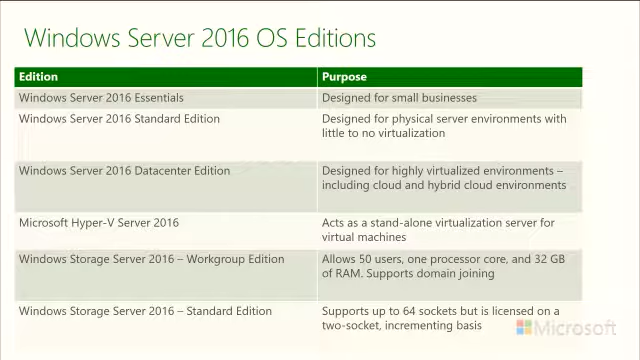 Windows Server 2016 OS Editions
Edition Purpose
Windows Server 2016 Essentials Designed for small businesses
Windows Server 2016 Standard Edition Designed for physical server environments with
little to no virtualization
Windows Server 2016 Datacenter Edition Designed for highly virtualized environments –
including cloud and hybrid cloud environments
Microsoft Hyper-V Server 2016 Acts as a stand-alone virtualization server for
virtual machines
Windows Storage Server 2016 – Workgroup Edition Allows 50 users, one processor core, and 32 GB
of RAM. Supports domain joining
Windows Storage Server 2016 – Standard Edition Supports up to 64 sockets but is licensed on a
two-socket, incrementing basis
Microsoft